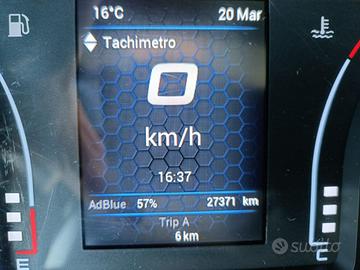 16°C 20 Mar
Tachimetro
0
km/h
16:37
AdBlue 57% 27371 km
Trip A
6 km
E C
subito